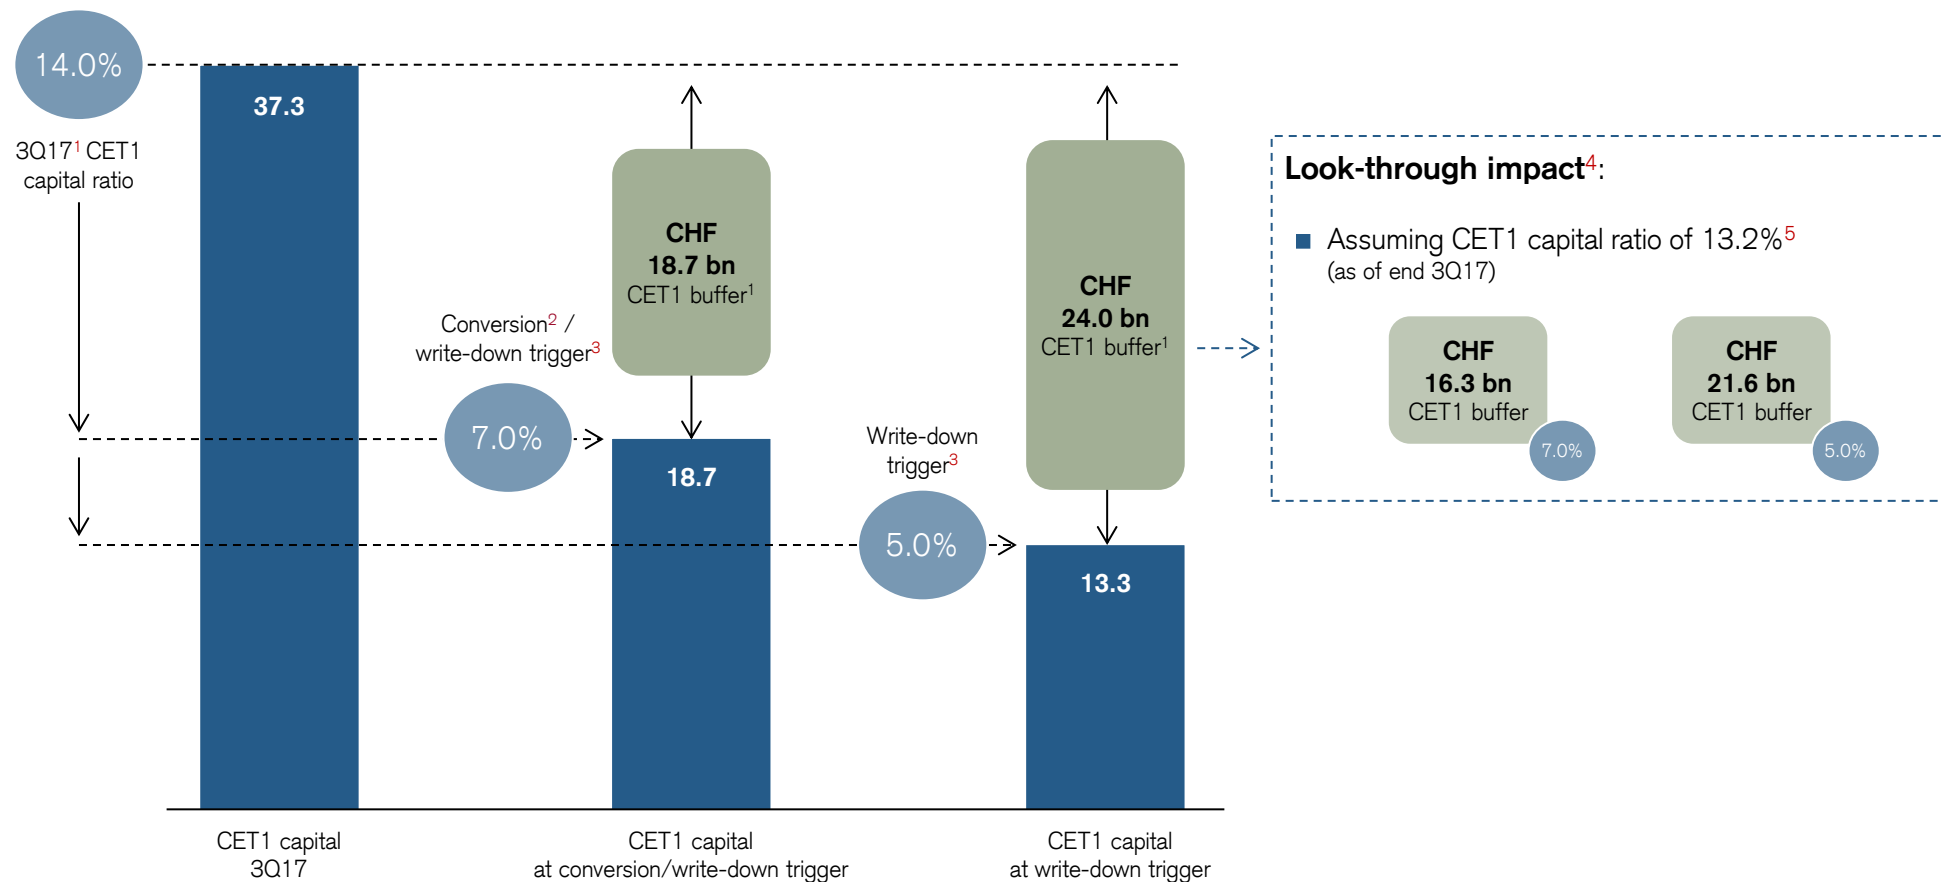 14.0%
3Q17¹ CET1
capital ratio
37.3
CHF
18.7 bn
CET1 buffer¹
Conversion² /
write-down trigger³
7.0%
18.7
CHF
24.0 bn
CET1 buffer¹
Write-down
trigger³
5.0%
13.3
Look-through impact⁴:
Assuming CET1 capital ratio of 13.2%⁵
(as of end 3Q17)
CHF
16.3 bn
CET1 buffer
7.0%
CHF
21.6 bn
CET1 buffer
5.0%
CET1 capital
3Q17
CET1 capital
at conversion/write-down trigger
CET1 capital
at write-down trigger